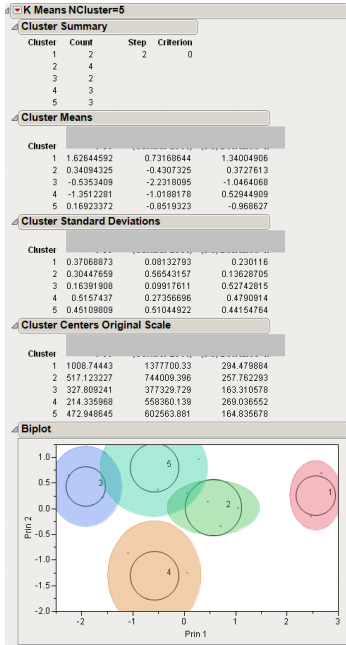 K Means NCluster=5
Cluster Summary
Cluster Count Step Criterion
1 2 2 0
2 4
3 2
4 3
5 3
Cluster Means
Cluster
1 1.62644592 0.73168644 1.34004906
2 0.34094325 -0.4307325 0.3727613
3 -0.5353409 -2.2318095 -1.0464068
4 -1.3512281 -1.0188178 0.52944909
5 0.16923372 -0.8519323 -0.968627
Cluster Standard Deviations
Cluster
1 0.37068873 0.08132793 0.230116
2 0.30447659 0.56543157 0.13628705
3 0.16391908 0.09917611 0.52742815
4 0.5157437 0.27356696 0.4790914
5 0.45109809 0.51044922 0.44154764
Cluster Centers Original Scale
Cluster
1 1008.74443 1377700.33 294.479884
2 517.123227 744009.396 257.762293
3 327.809241 377329.729 163.310578
4 214.335968 558360.139 269.036552
5 472.948645 602563.881 164.835678
Biplot
1.0
0.5
0.0
-0.5
-1.0
-1.5
-2.0
Prin 2
5
3
2
1
4
-2 -1 0 1 2 3
Prin 1